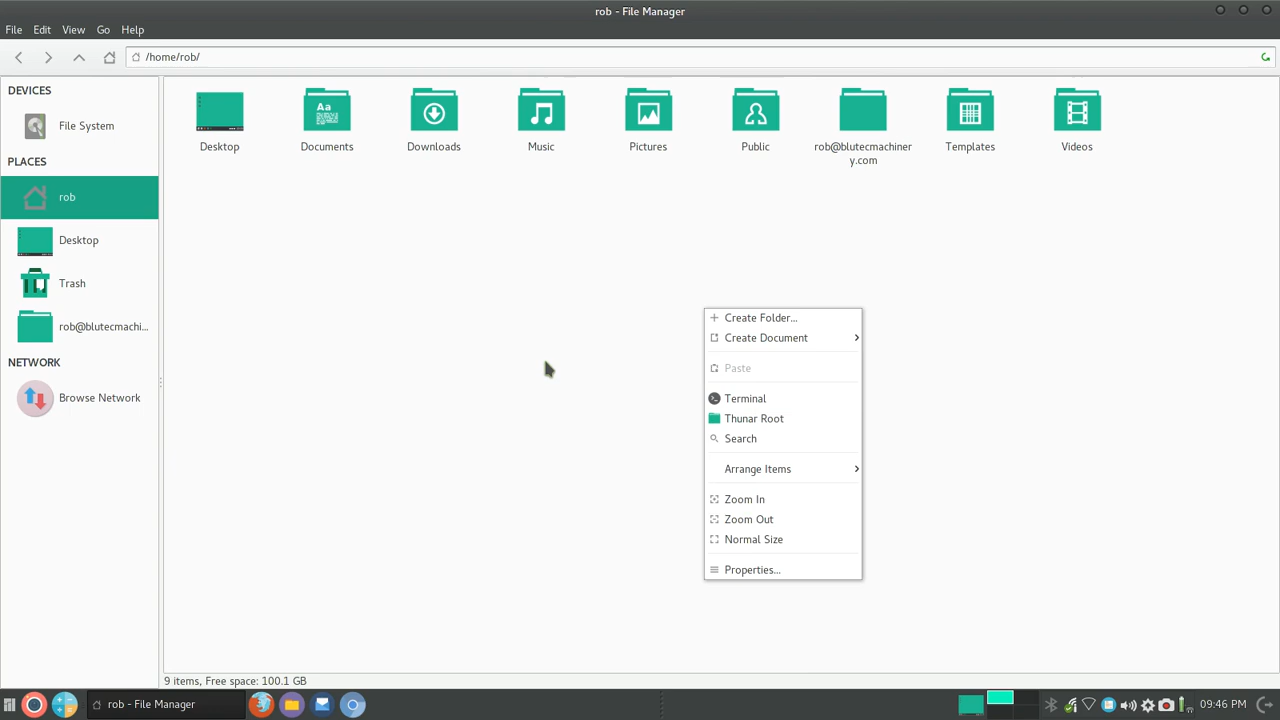 rob - File Manager
File Edit View Go Help
/home/rob/
DEVICES
File System
PLACES
rob
Desktop
Trash
rob@blutecmachi...
NETWORK
Browse Network
Desktop
Documents
Downloads
Music
Pictures
Public
rob@blutecmachiner
y.com
Templates
Videos
Aa
Create Folder...
Create Document
Paste
Terminal
Thunar Root
Search
Arrange Items
Zoom In
Zoom Out
Normal Size
Properties...
9 items, Free space: 100.1 GB
rob - File Manager
09:46 PM